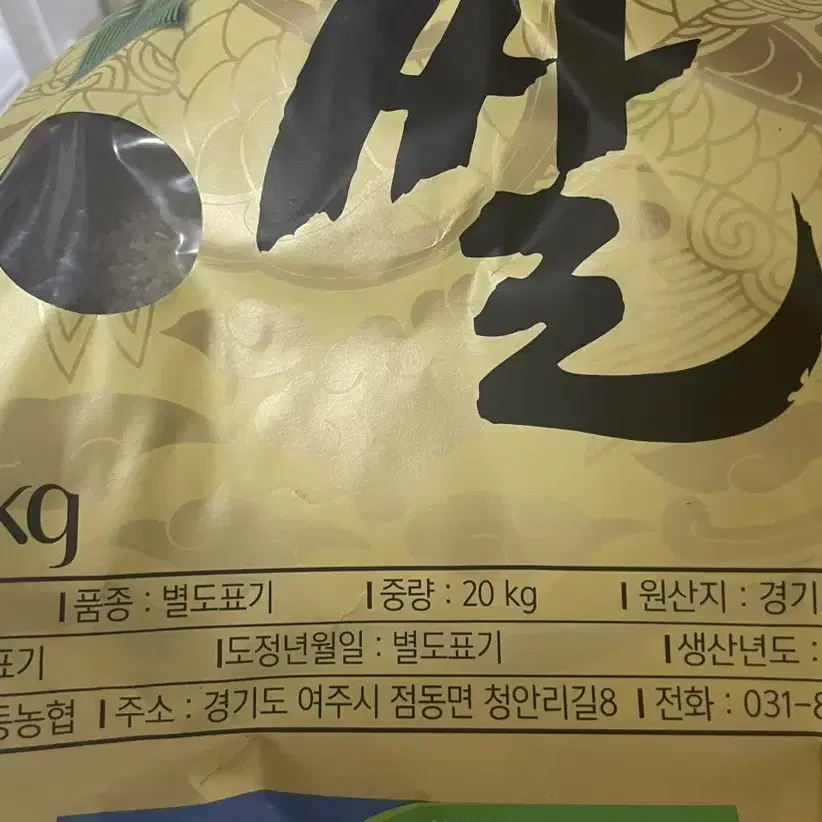 쌀
kg
품종 : 별도표기 중량 : 20 kg 원산지 : 경기
표기 도정년월일 : 별도표기 생산년도 :
동농협 주소 : 경기도 여주시 점동면 청안리길8 전화 : 031-8